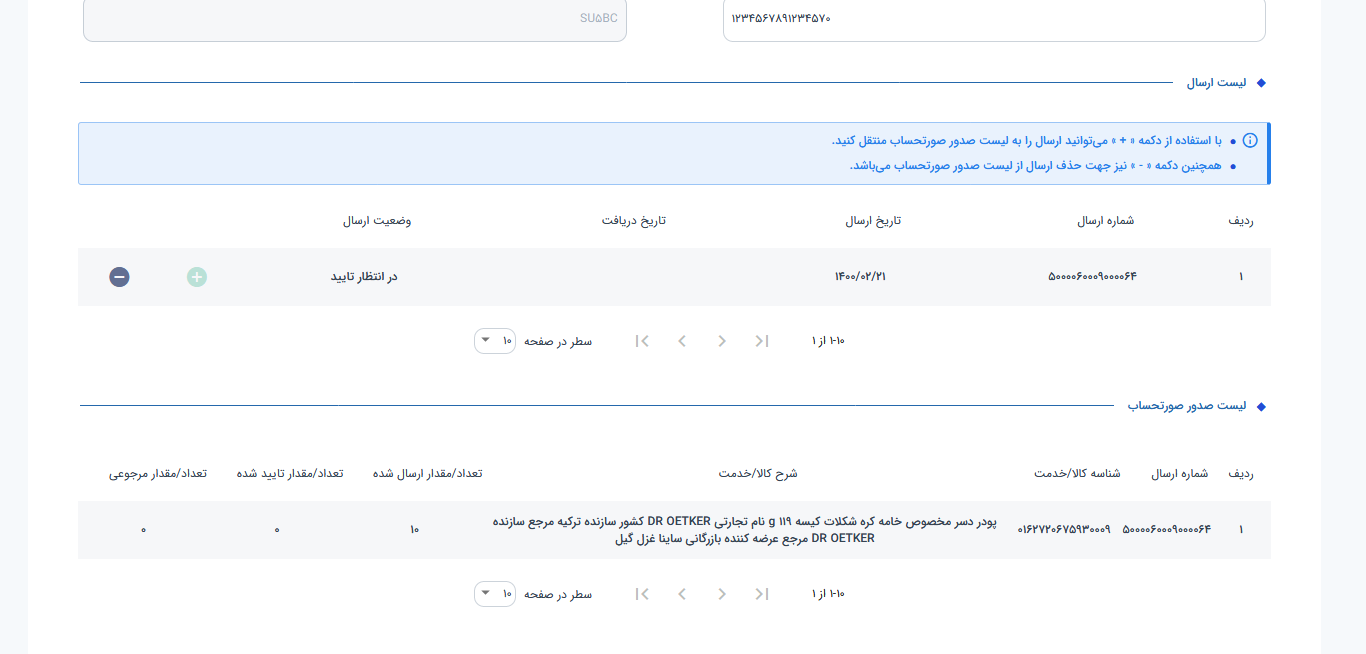 ۱۲۳۴۵۶۷۸۹۱۲۳۴۵۷۰
SU۵BC
لیست ارسال
با استفاده از دکمه « + » می‌توانید ارسال را به لیست صدور صورتحساب منتقل کنید.
همچنین دکمه « - » نیز جهت حذف ارسال از لیست صدور صورتحساب می‌باشد.
ردیف شماره ارسال تاریخ ارسال تاریخ دریافت وضعیت ارسال
۱ ۵۰۰۰۰۶۰۰۰۹۰۰۰۰۶۴ ۱۴۰۰/۰۲/۲۱ در انتظار تایید
۱-۱۰ از ۱ سطر در صفحه ۱۰
لیست صدور صورتحساب
ردیف شماره ارسال شناسه کالا/خدمت شرح کالا/خدمت تعداد/مقدار ارسال شده تعداد/مقدار تایید شده تعداد/مقدار مرجوعی
۱ ۵۰۰۰۰۶۰۰۰۹۰۰۰۰۶۴ ۰۱۶۲۷۲۰۶۷۵۹۳۰۰۰۹ پودر دسر مخصوص خامه کره شکلات کیسه ۱۱۹ g نام تجارتی DR OETKER کشور سازنده ترکیه مرجع سازنده ۱۰ ۰ ۰
DR OETKER مرجع عرضه کننده بازرگانی ساینا غزل گیل
۱-۱۰ از ۱ سطر در صفحه ۱۰